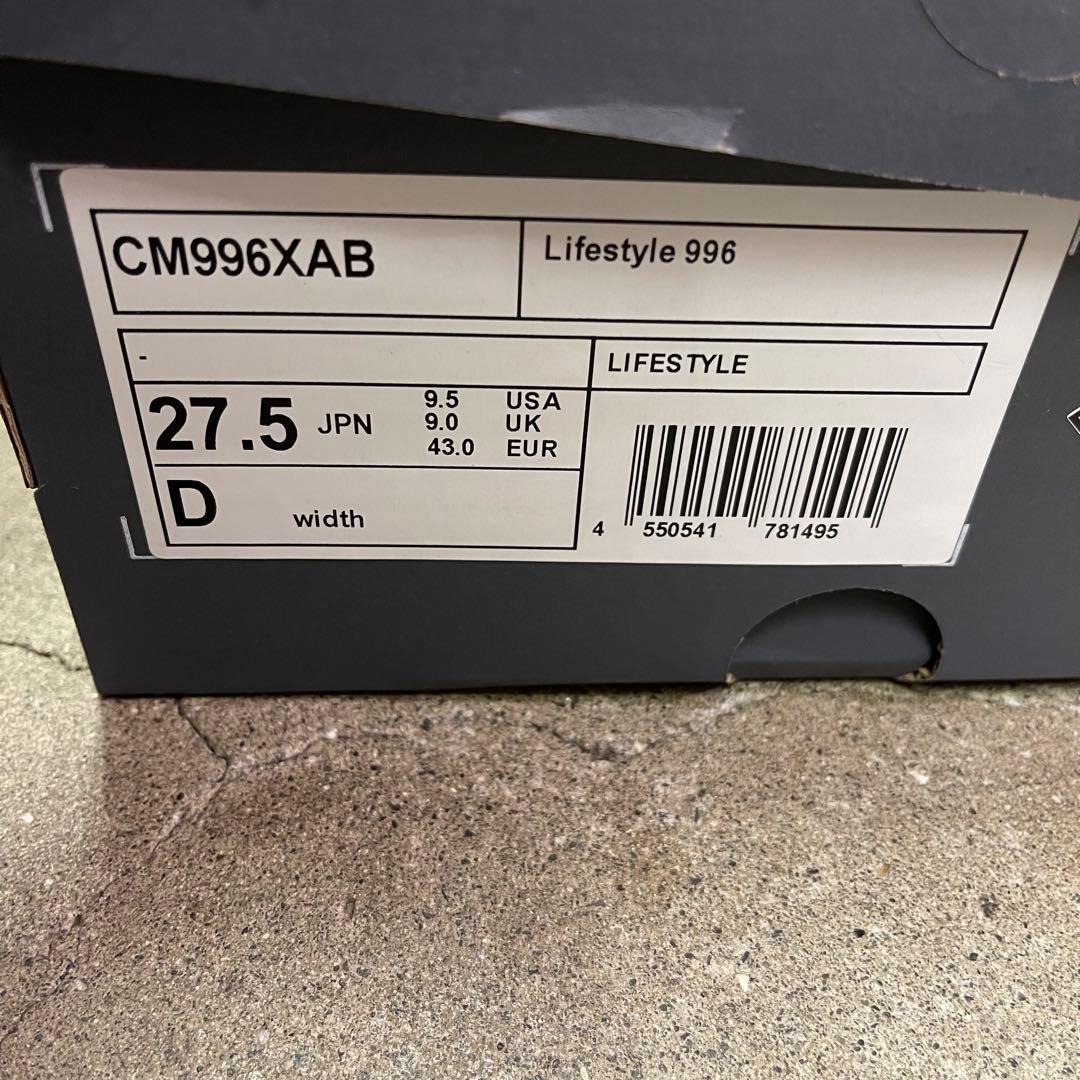 CM996XAB
Lifestyle 996
-
LIFESTYLE
27.5 JPN
9.5 USA
9.0 UK
43.0 EUR
D width
4 550541 781495